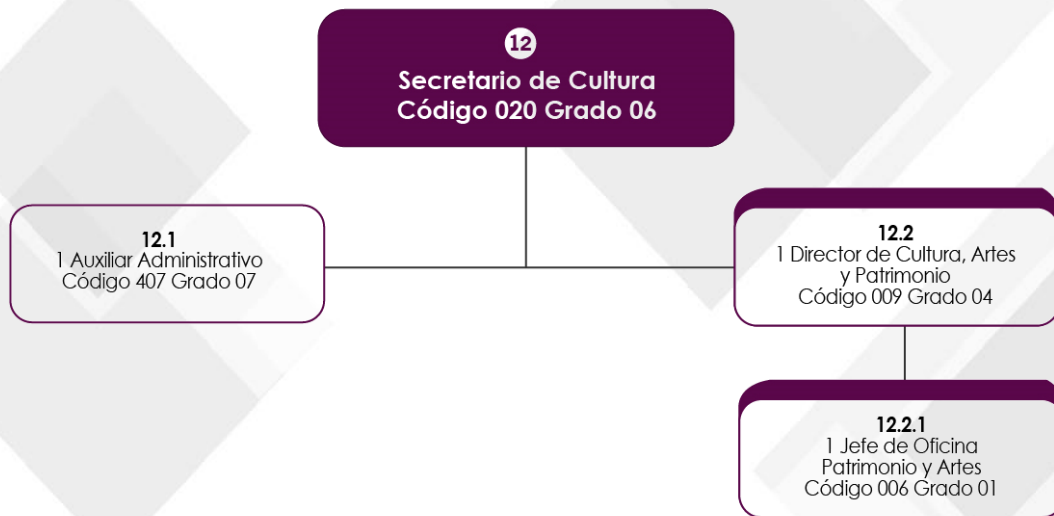 12
Secretario de Cultura
Código 020 Grado 06
12.1
1 Auxiliar Administrativo
Código 407 Grado 07
12.2
1 Director de Cultura, Artes
y Patrimonio
Código 009 Grado 04
12.2.1
1 Jefe de Oficina
Patrimonio y Artes
Código 006 Grado 01